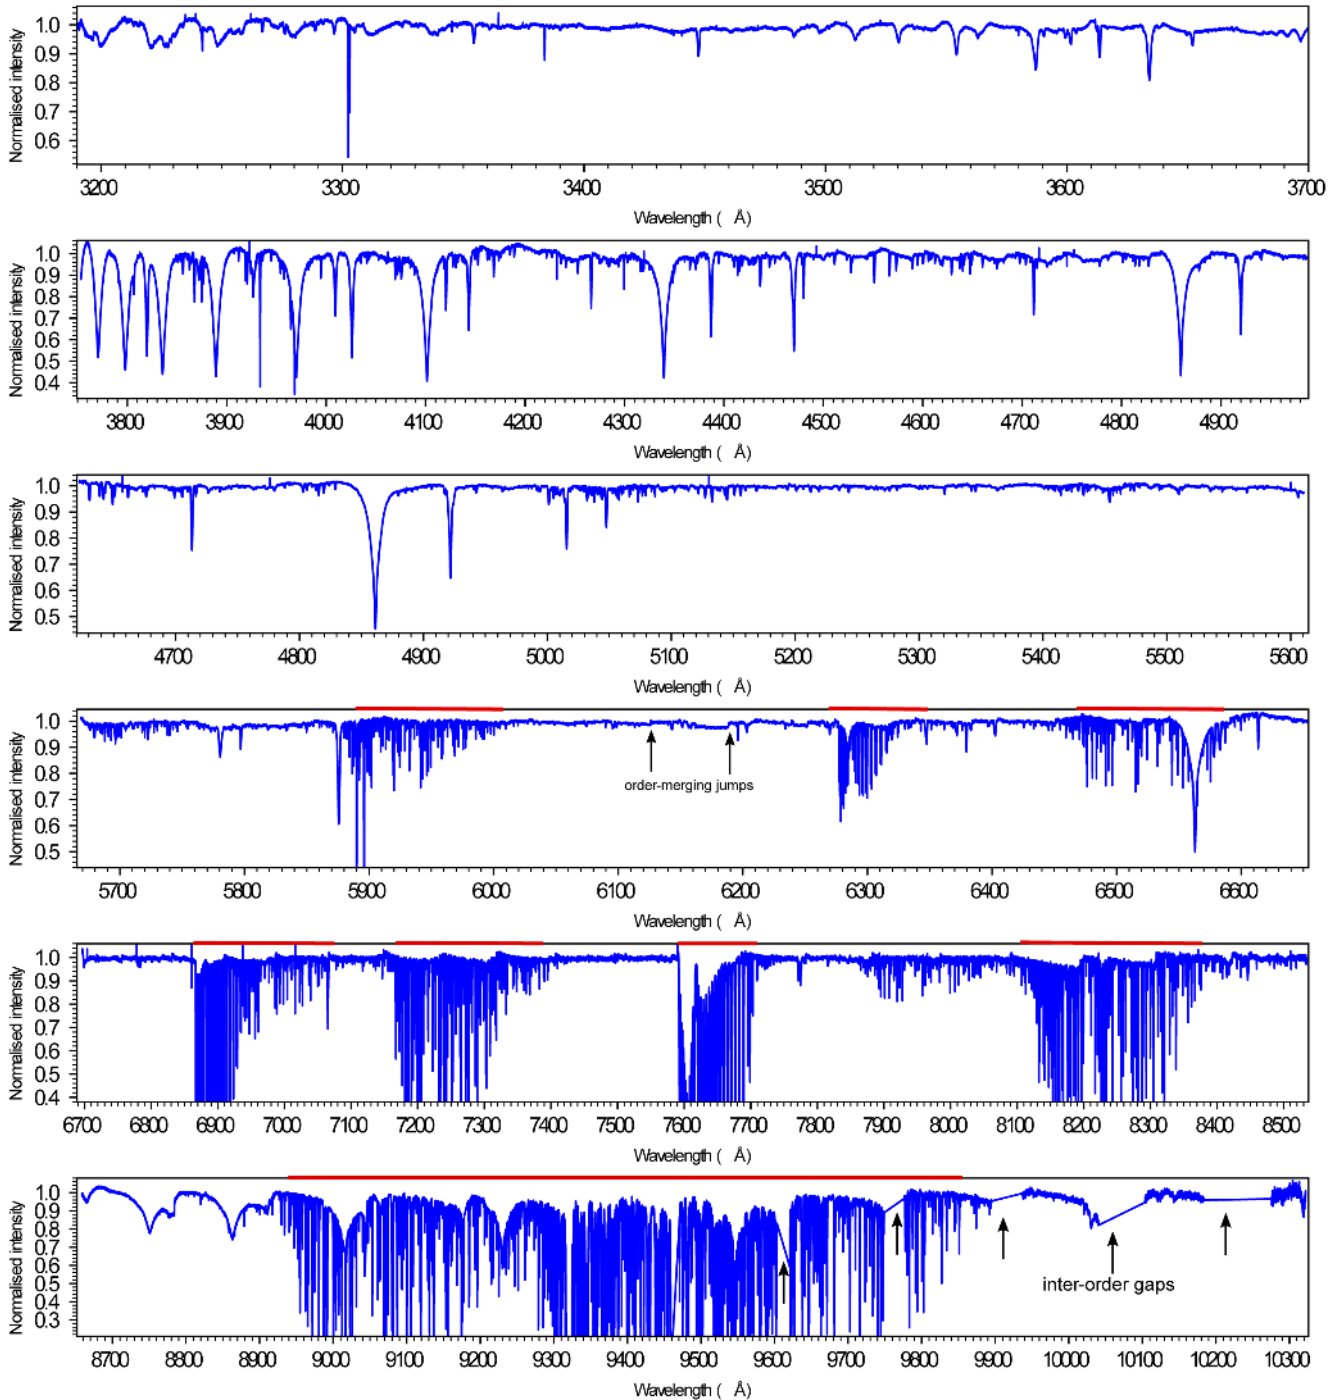 Normalised intensity
1.0
0.9
0.8
0.7
0.6
3200 3300 3400 3500 3600 3700
Wavelength ( Å)
Normalised intensity
1.0
0.9
0.8
0.7
0.6
0.5
0.4
3800 3900 4000 4100 4200 4300 4400 4500 4600 4700 4800 4900
Wavelength ( Å)
Normalised intensity
1.0
0.9
0.8
0.7
0.6
0.5
4700 4800 4900 5000 5100 5200 5300 5400 5500 5600
Wavelength ( Å)
Normalised intensity
1.0
0.9
0.8
0.7
0.6
0.5
order-merging jumps
5700 5800 5900 6000 6100 6200 6300 6400 6500 6600
Wavelength ( Å)
Normalised intensity
1.0
0.9
0.8
0.7
0.6
0.5
0.4
6700 6800 6900 7000 7100 7200 7300 7400 7500 7600 7700 7800 7900 8000 8100 8200 8300 8400 8500
Wavelength ( Å)
Normalised intensity
1.0
0.9
0.8
0.7
0.6
0.5
0.4
0.3
inter-order gaps
8700 8800 8900 9000 9100 9200 9300 9400 9500 9600 9700 9800 9900 10000 10100 10200 10300
Wavelength ( Å)